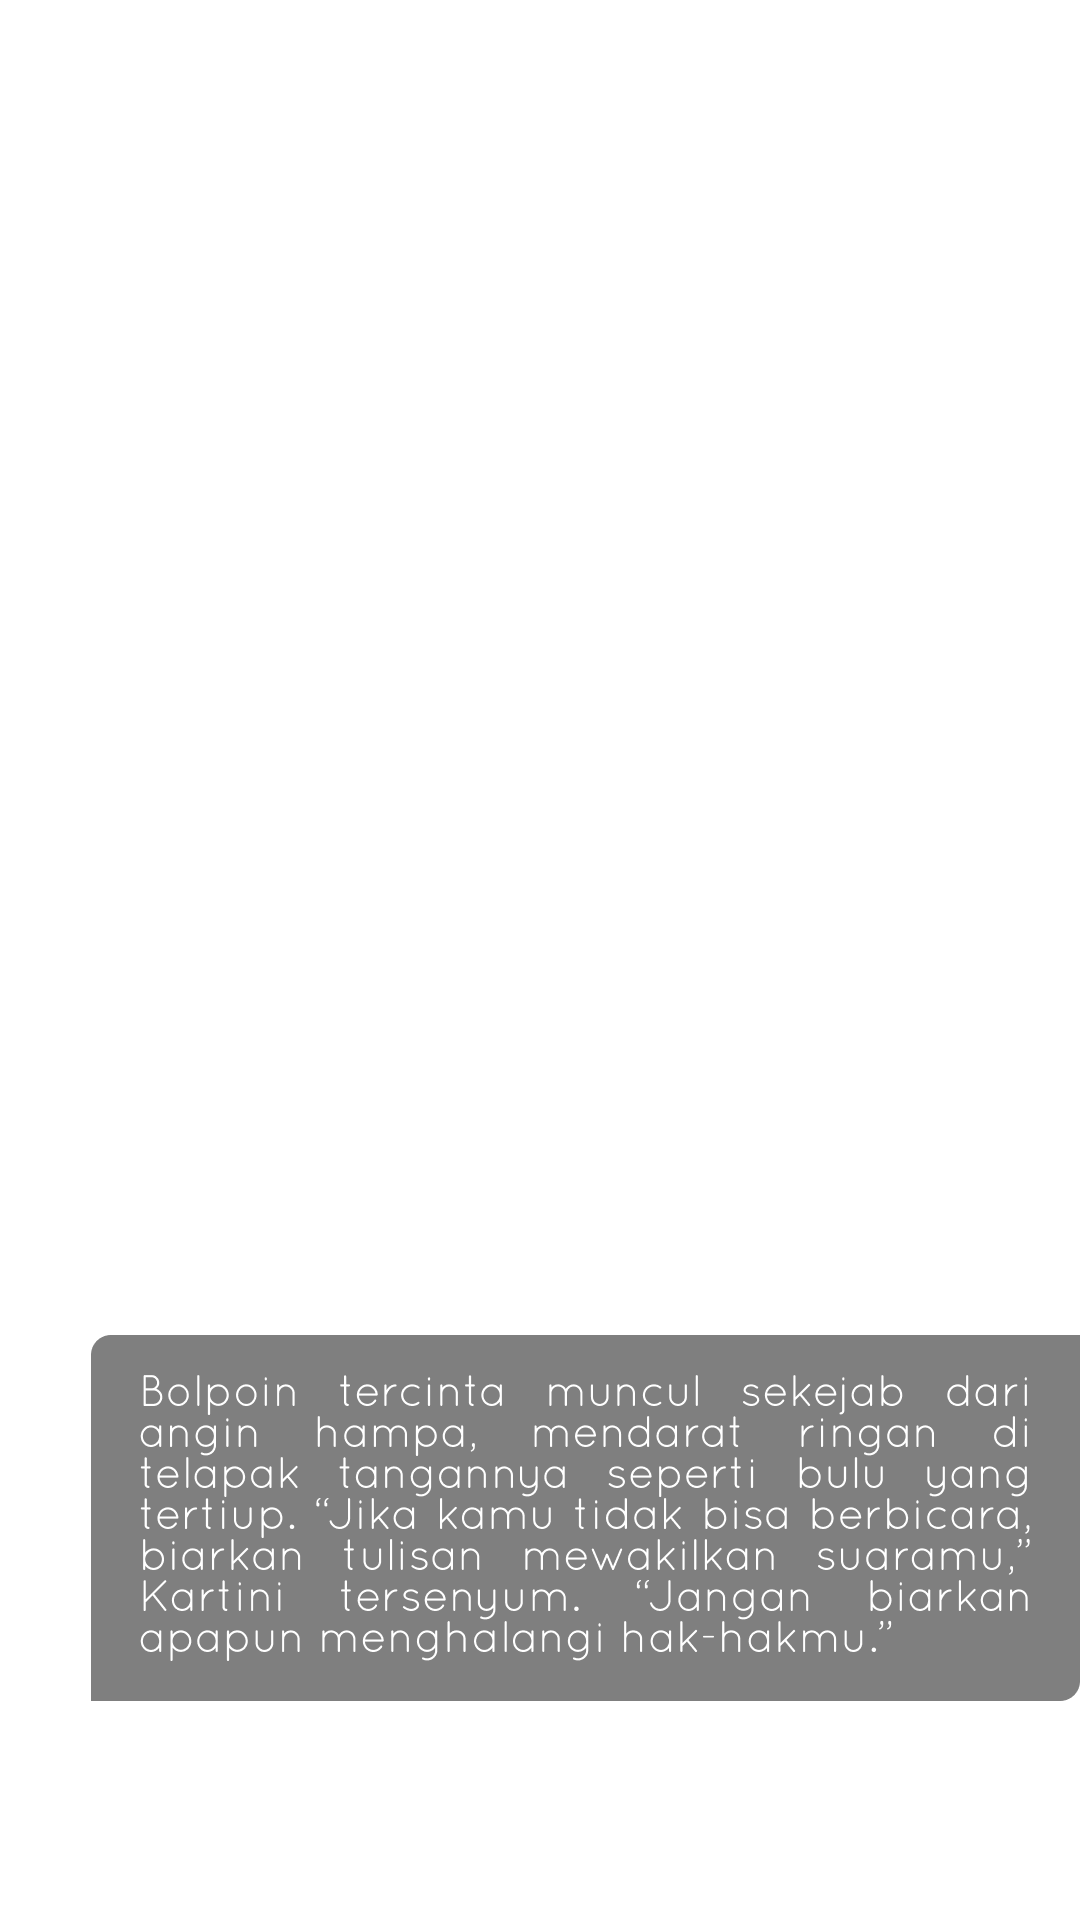 Bolpoin tercinta muncul sekejab dari
angin hampa, mendarat ringan di
telapak tangannya seperti bulu yang
tertiup. “Jika kamu tidak bisa berbicara,
biarkan tulisan mewakilkan suaramu,”
Kartini tersenyum. “Jangan biarkan
apapun menghalangi hak-hakmu.”